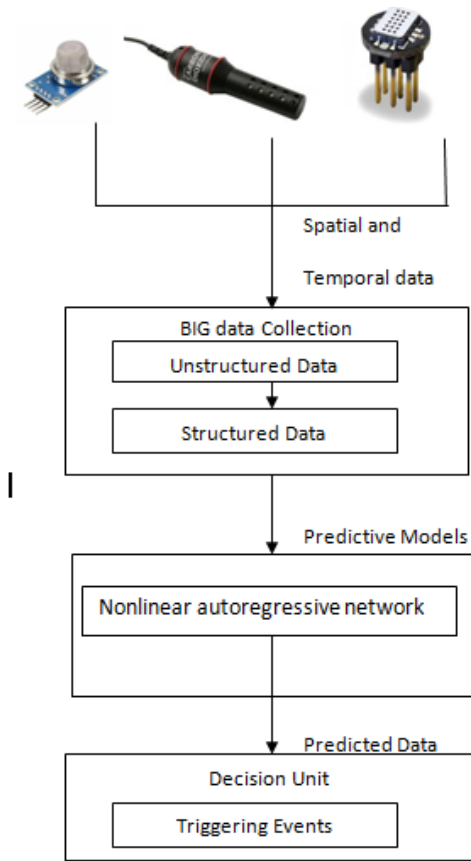 Spatial and
Temporal data
BIG data Collection
Unstructured Data
Structured Data
Predictive Models
Nonlinear autoregressive network
Predicted Data
Decision Unit
Triggering Events